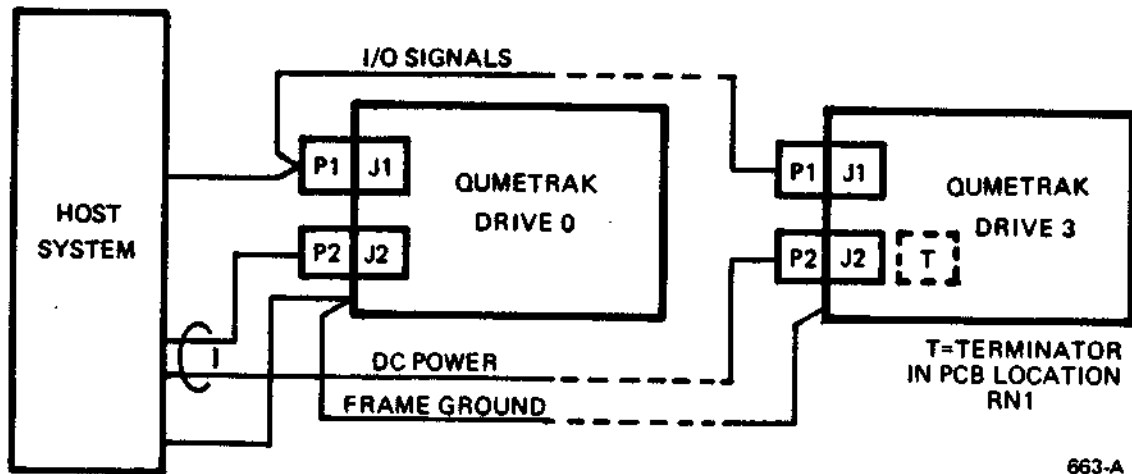 I/O SIGNALS
HOST
SYSTEM
P1 J1
QUMETRAK
DRIVE 0
P2 J2
P1 J1
QUMETRAK
DRIVE 3
P2 J2 T
DC POWER
FRAME GROUND
T=TERMINATOR
IN PCB LOCATION
RN1
663-A